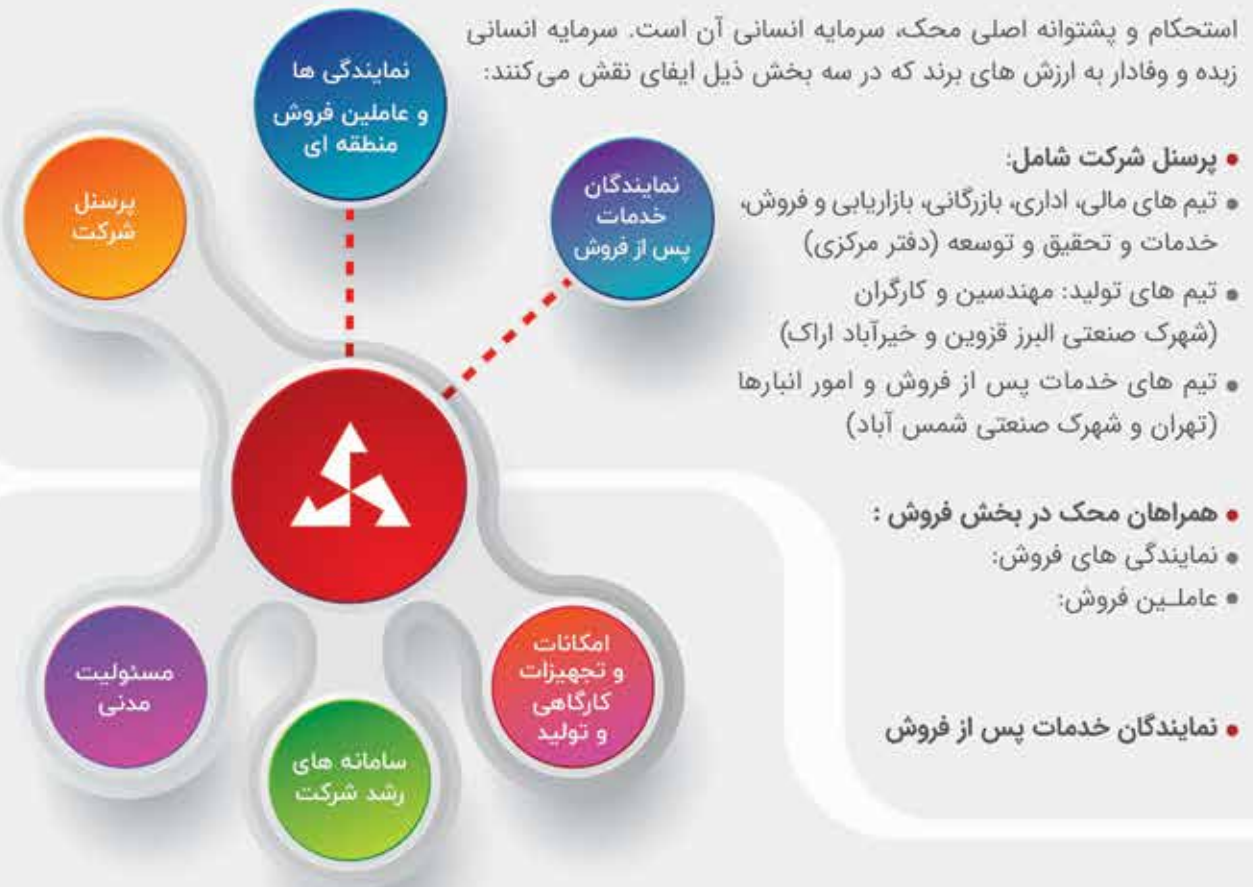 استحکام و پشتوانه اصلی محک، سرمایه انسانی آن است. سرمایه انسانی
زبده و وفادار به ارزش های برند که در سه بخش ذیل ایفای نقش می‌کنند:
• پرسنل شرکت شامل:
• تیم های مالی، اداری، بازرگانی، بازاریابی و فروش،
خدمات و تحقیق و توسعه (دفتر مرکزی)
• تیم های تولید: مهندسین و کارگران
(شهرک صنعتی البرز قزوین و خیرآباد اراک)
• تیم های خدمات پس از فروش و امور انبارها
(تهران و شهرک صنعتی شمس آباد)
• همراهان محک در بخش فروش :
• نمایندگی های فروش:
• عاملـین فروش:
• نمایندگان خدمات پس از فروش
نمایندگی ها
و عاملین فروش
منطقه ای
نمایندگان
خدمات
پس از فروش
پرسنل
شرکت
امکانات
و تجهیزات
کارگاهی
و تولید
سامانه های
رشد شرکت
مسئولیت
مدنی